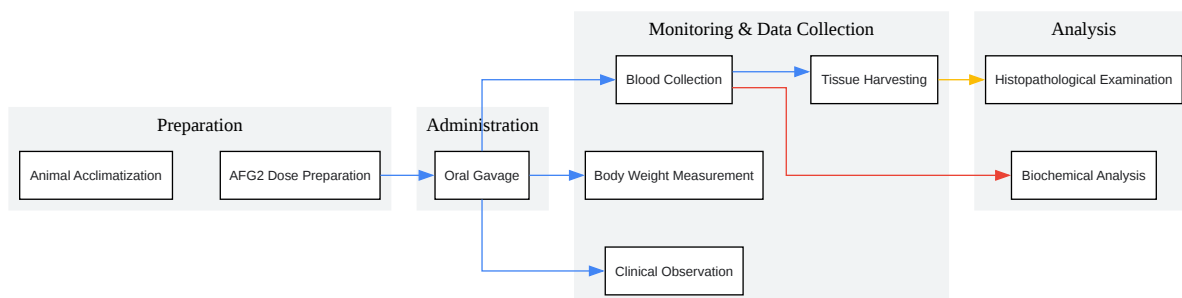 Preparation
Animal Acclimatization
AFG2 Dose Preparation
Administration
Oral Gavage
Monitoring & Data Collection
Blood Collection
Tissue Harvesting
Body Weight Measurement
Clinical Observation
Analysis
Histopathological Examination
Biochemical Analysis